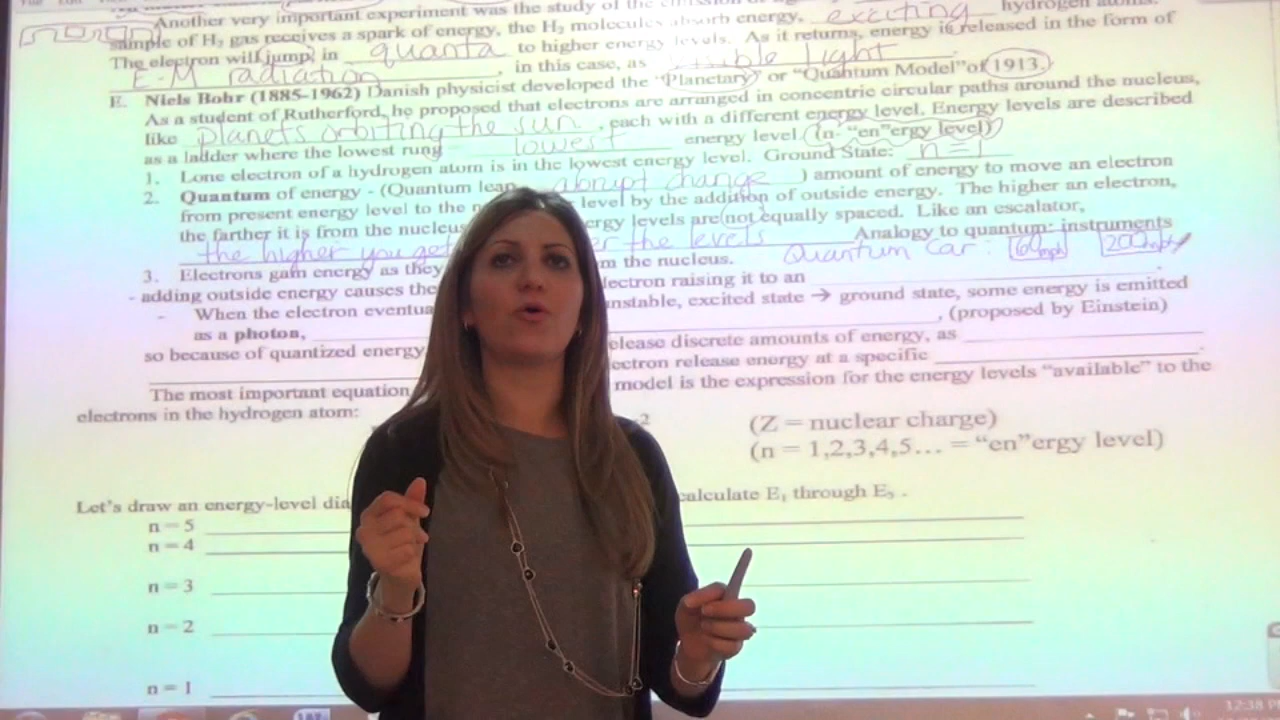 Another very important experiment was the study of the emission of hydrogen atoms.
sample of H₂ gas receives a spark of energy, the H₂ molecules absorb energy, exciting
The electron will jump in quanta to higher energy levels. As it returns, energy is released in the form of
E-M radiation, in this case, as visible light.
E. Niels Bohr (1885-1962) Danish physicist developed the "Planetary" or "Quantum Model" of 1913.
As a student of Rutherford, he proposed that electrons are arranged in concentric circular paths around the nucleus,
like planets orbiting the sun, each with a different energy level. Energy levels are described
as a ladder where the lowest rung lowest energy level (n- "en"ergy level)
1. Lone electron of a hydrogen atom is in the lowest energy level. Ground State: n=1
2. Quantum of energy - (Quantum leap abrupt change) amount of energy to move an electron
from present energy level to the level by the addition of outside energy. The higher an electron,
the farther it is from the nucleus ergy levels are not equally spaced. Like an escalator,
the higher you get er the levels Analogy to quantum: instruments
Quantum Car: 60mph 200mph
3. Electrons gain energy as they m the nucleus.
- adding outside energy causes the lectron raising it to an
- When the electron eventua nstable, excited state → ground state, some energy is emitted
as a photon, , (proposed by Einstein)
so because of quantized energy elease discrete amounts of energy, as
ectron release energy at a specific
The most important equation model is the expression for the energy levels "available" to the
electrons in the hydrogen atom:
2 (Z = nuclear charge)
(n = 1,2,3,4,5... = "en"ergy level)
Let's draw an energy-level dia calculate E₁ through E₅ .
n = 5
n = 4
n = 3
n = 2
n = 1
12:38 P